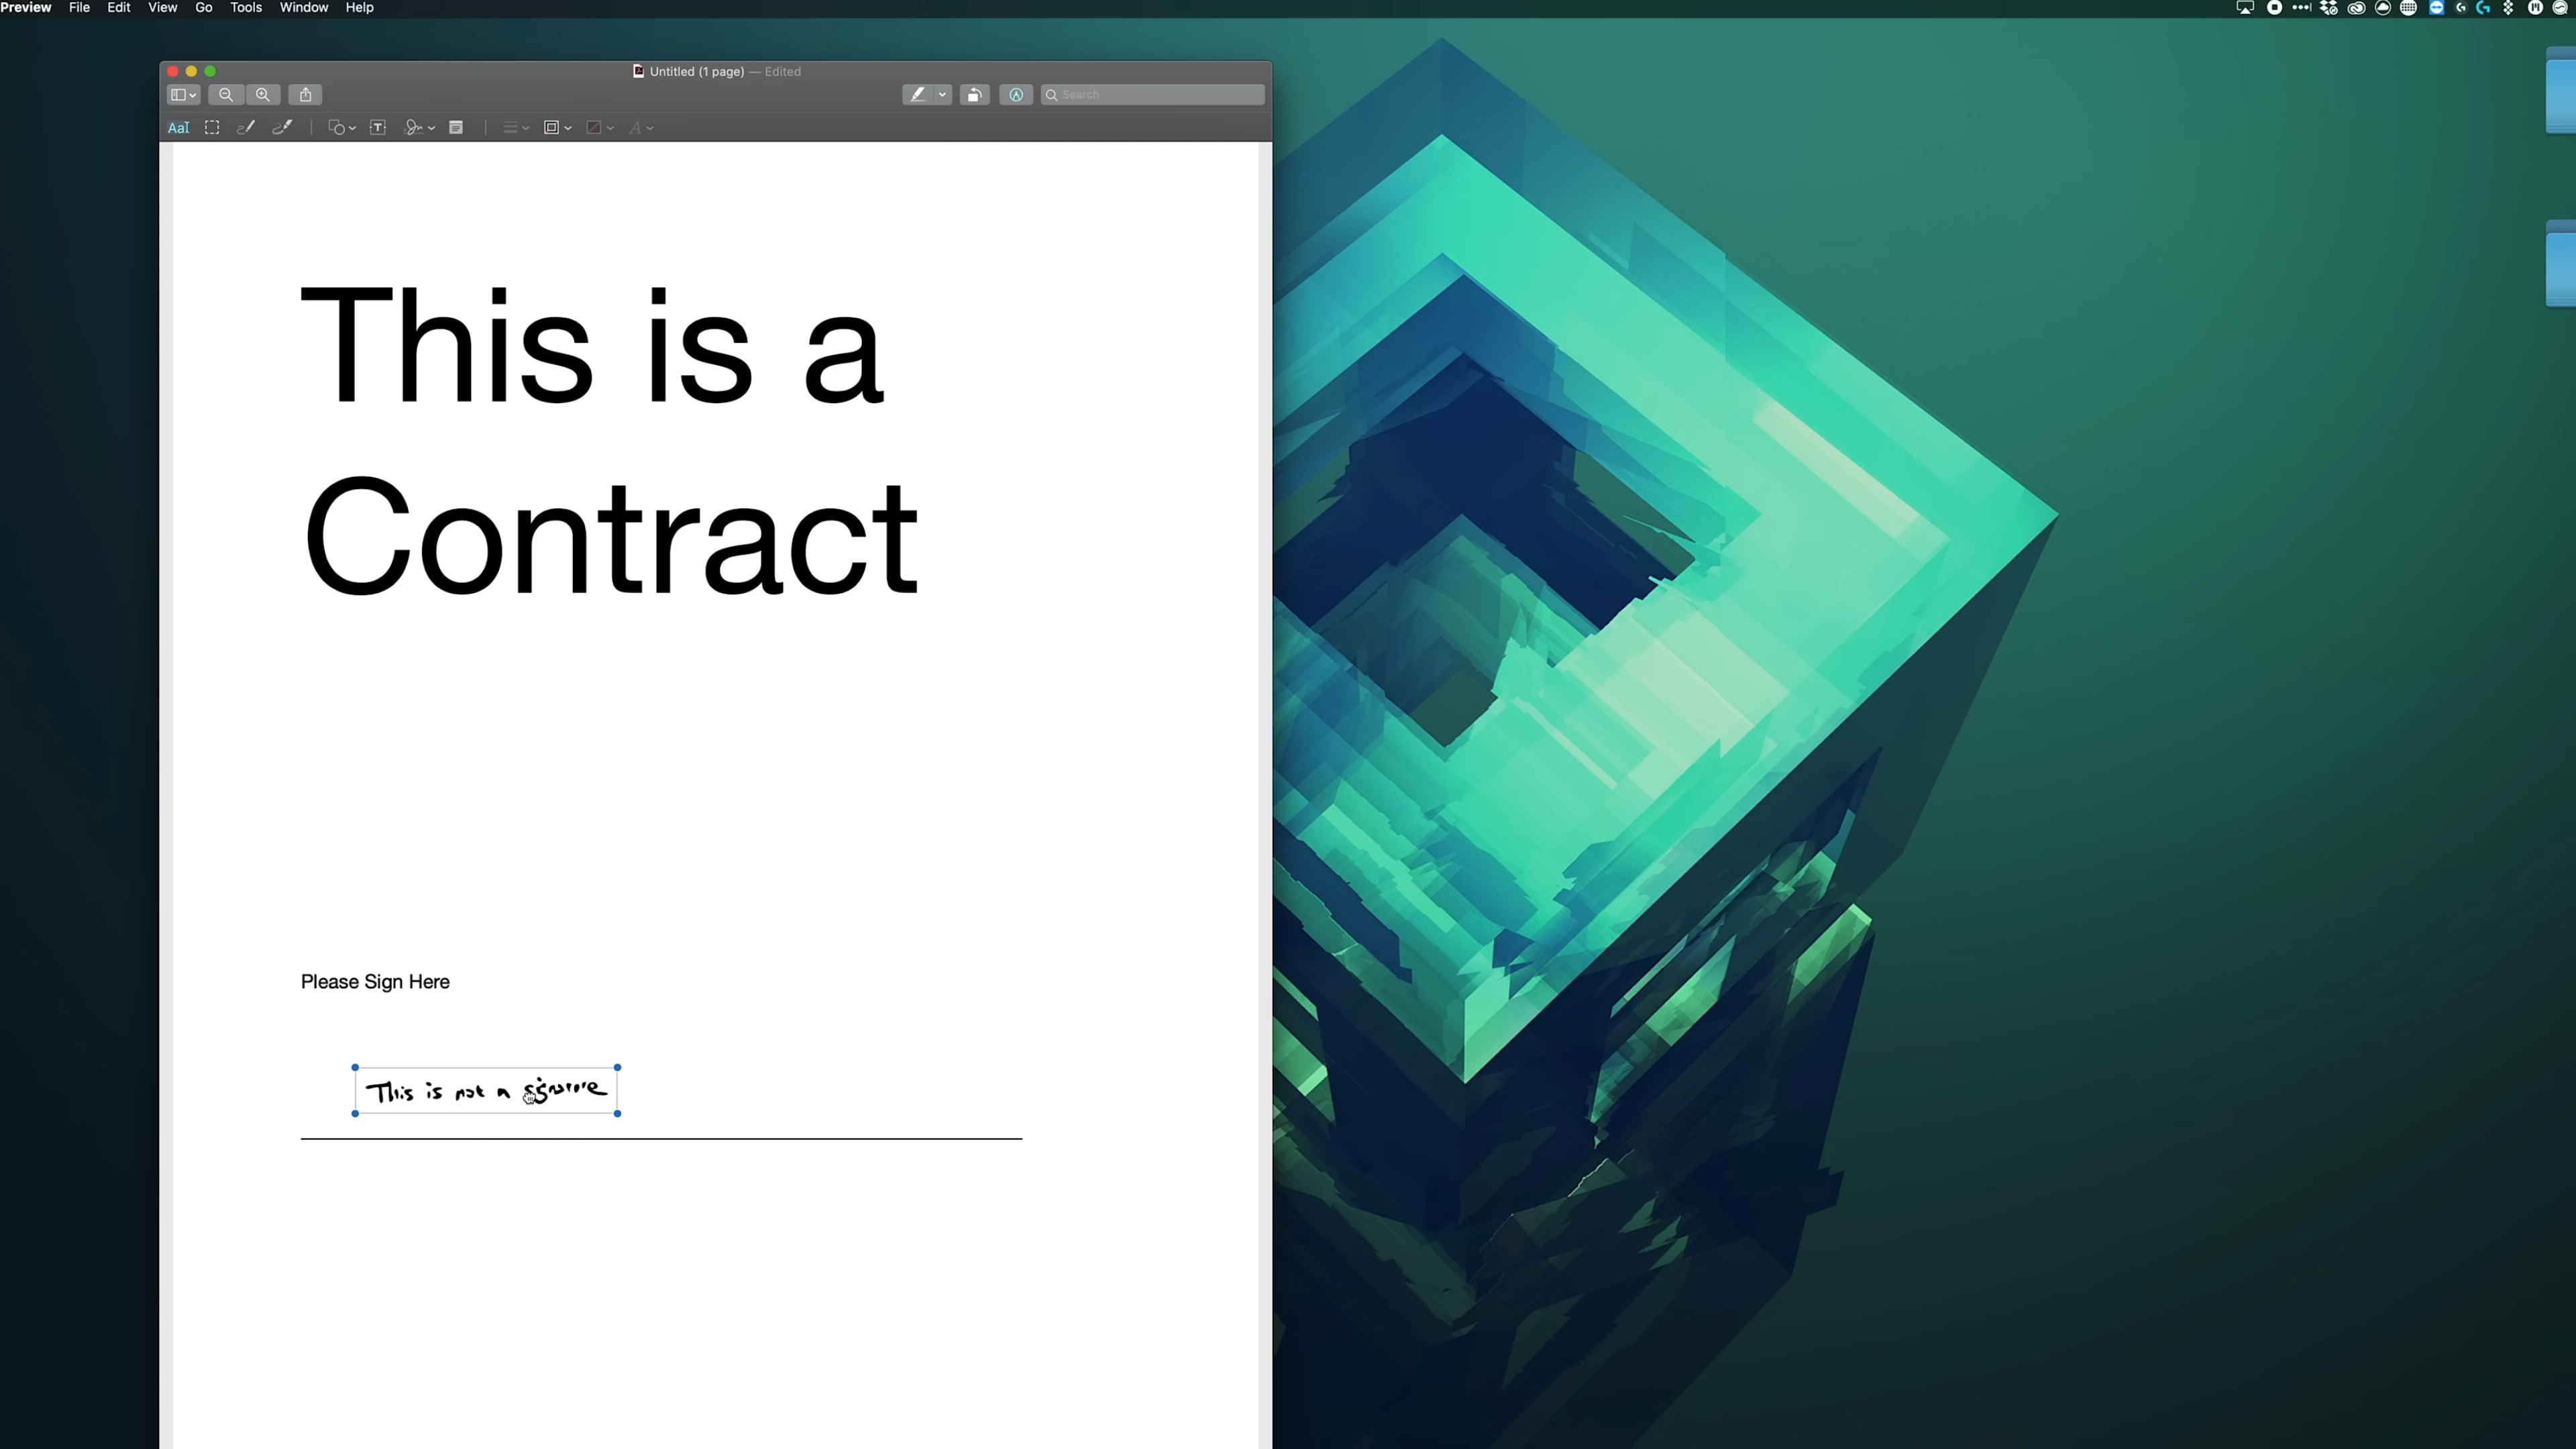 Preview File Edit View Go Tools Window Help
Untitled (1 page) — Edited
Search
AaI
This is a
Contract
Please Sign Here
This is not a